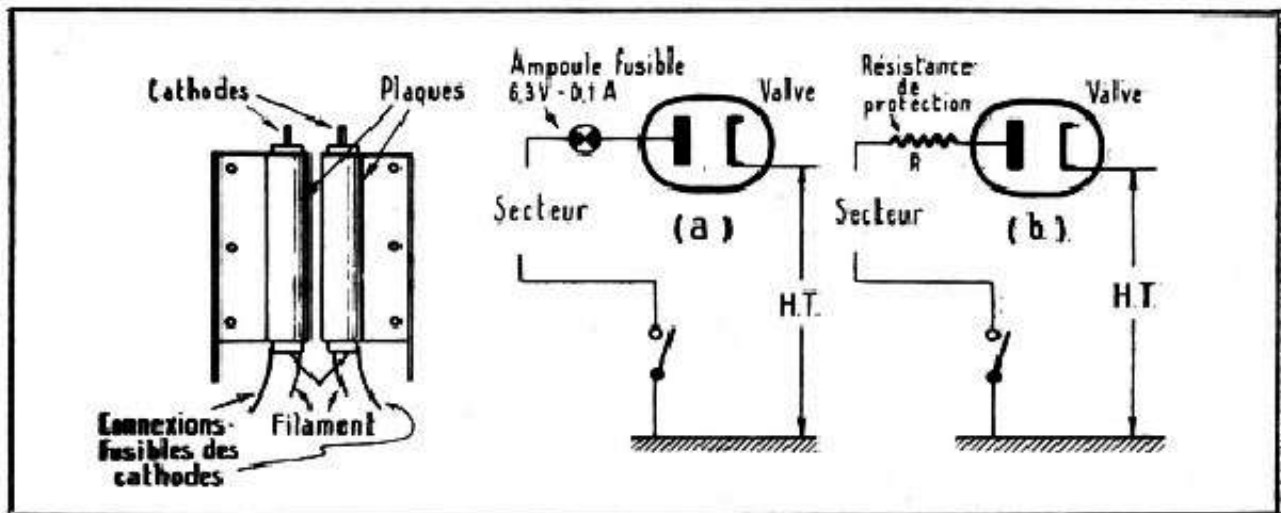 Cathodes
Plaques
Connexions-
Fusibles des
cathodes
Filament
Ampoule fusible
6,3V - 0,1 A
Valve
Secteur
(a)
H.T.
Résistance
de
protection
R
Valve
Secteur
(b)
H.T.